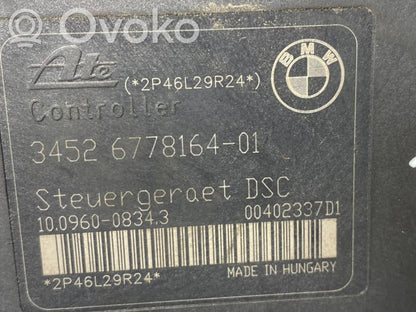 Ovoko
Ate
(*2P46L29R24*)
BMW
Controller
3452 6778164-01
Steuergeraet DSC
10.0960-0834.3 00402337D1
*2P46L29R24*
MADE IN HUNGARY